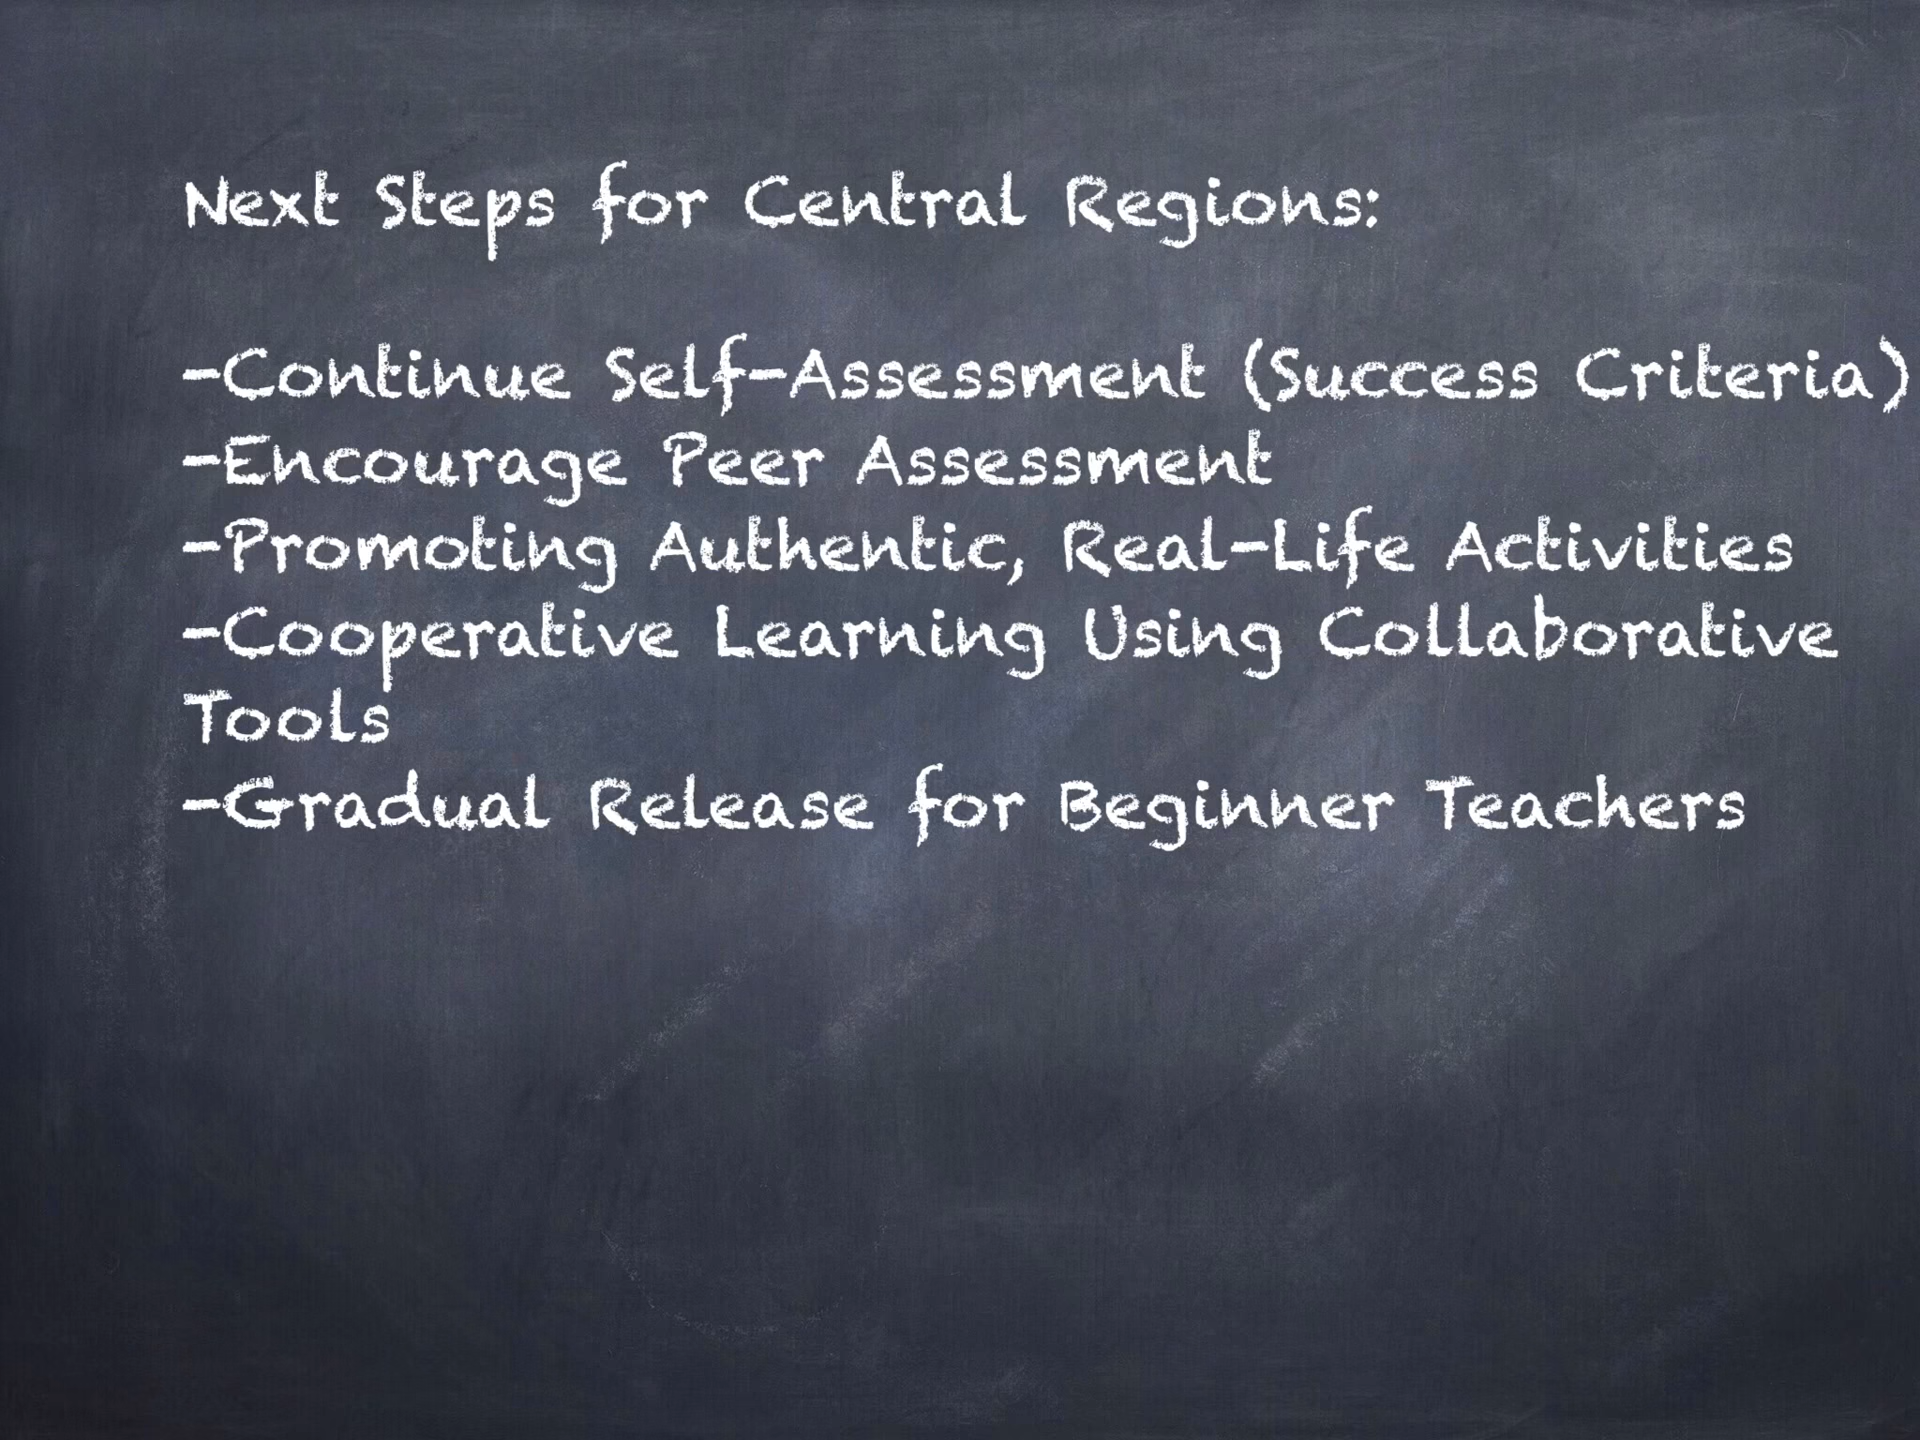 Next Steps for Central Regions:
-Continue Self-Assessment (Success Criteria)
-Encourage Peer Assessment
-Promoting Authentic, Real-Life Activities
-Cooperative Learning Using Collaborative
Tools
-Gradual Release for Beginner Teachers